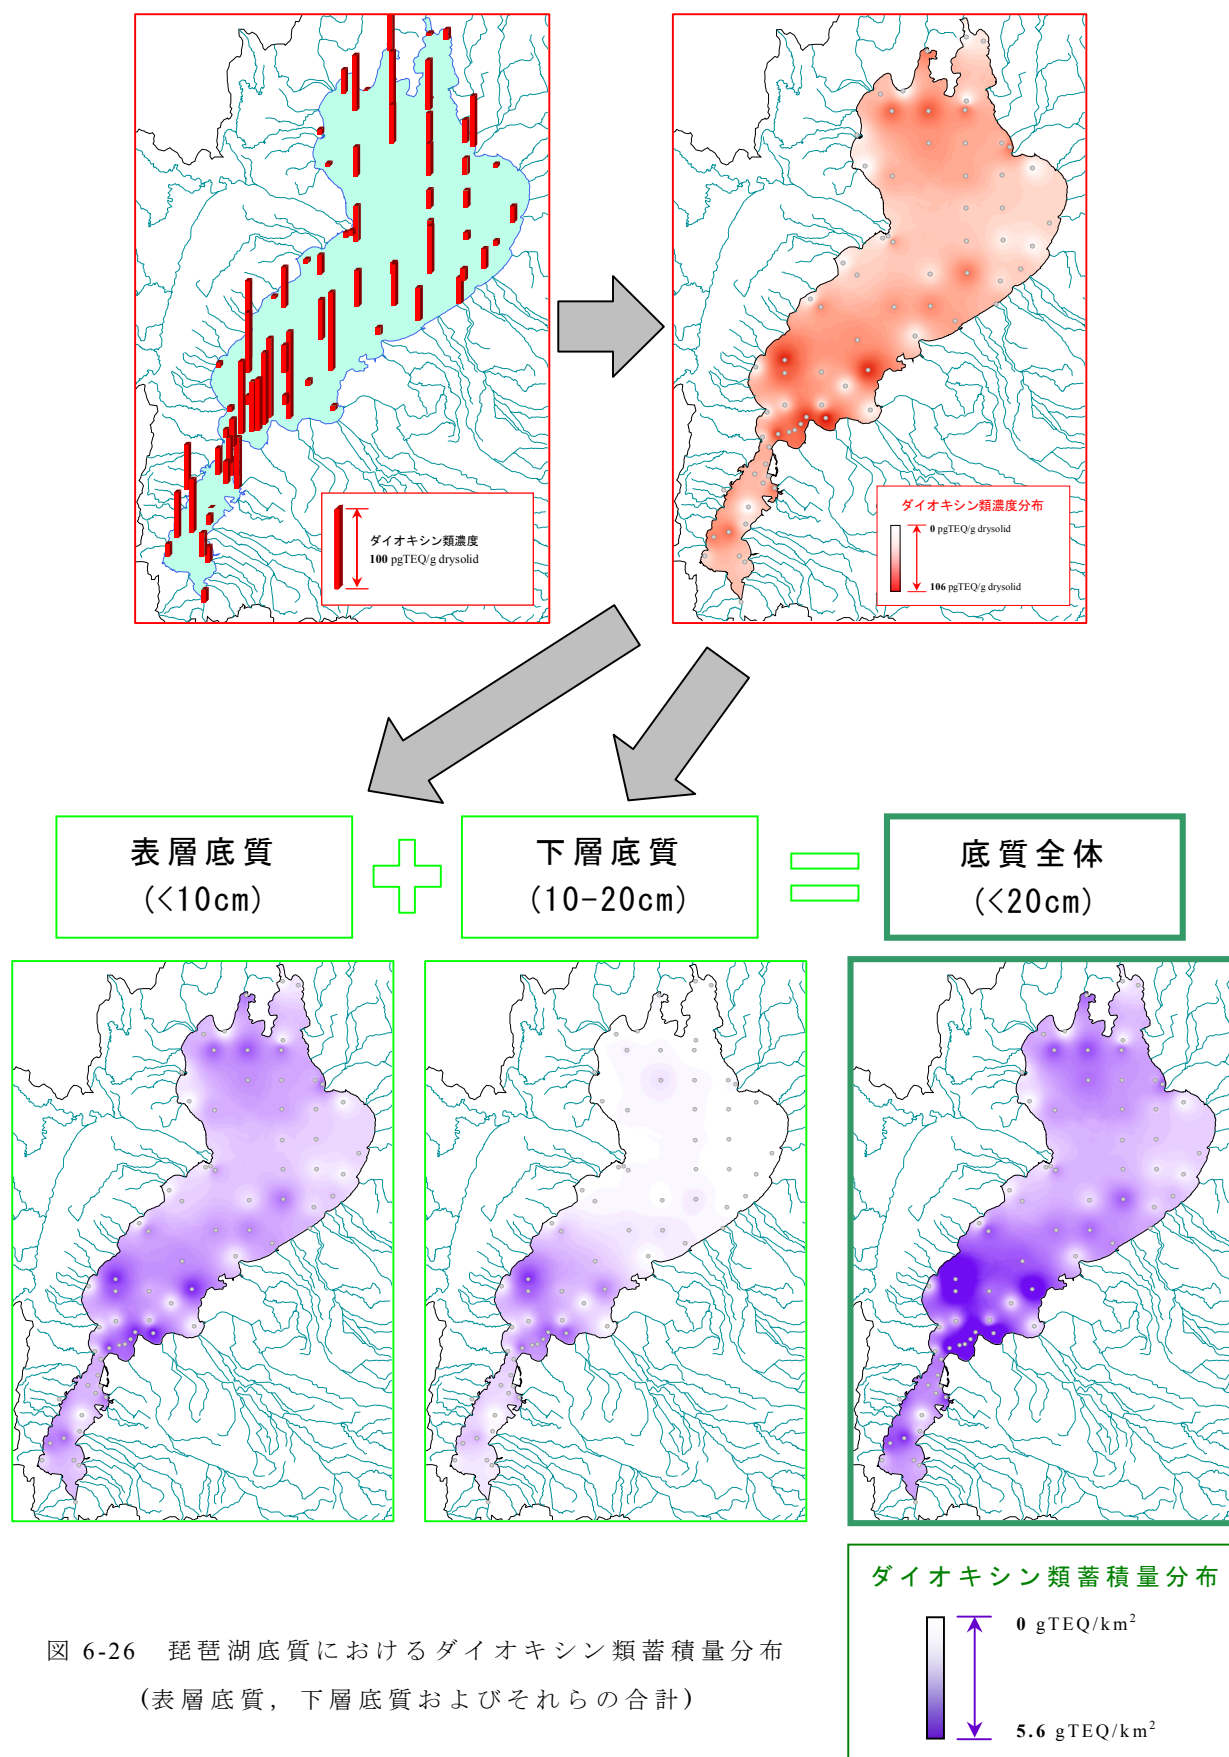 ダイオキシン類濃度
100 pgTEQ/g drysolid
ダイオキシン類濃度分布
0 pgTEQ/g drysolid
106 pgTEQ/g drysolid
表層底質
(<10cm)
下層底質
(10-20cm)
底質全体
(<20cm)
ダイオキシン類蓄積量分布
0 gTEQ/km²
5.6 gTEQ/km²
図 6-26 琵琶湖底質におけるダイオキシン類蓄積量分布
(表層底質，下層底質およびそれらの合計)